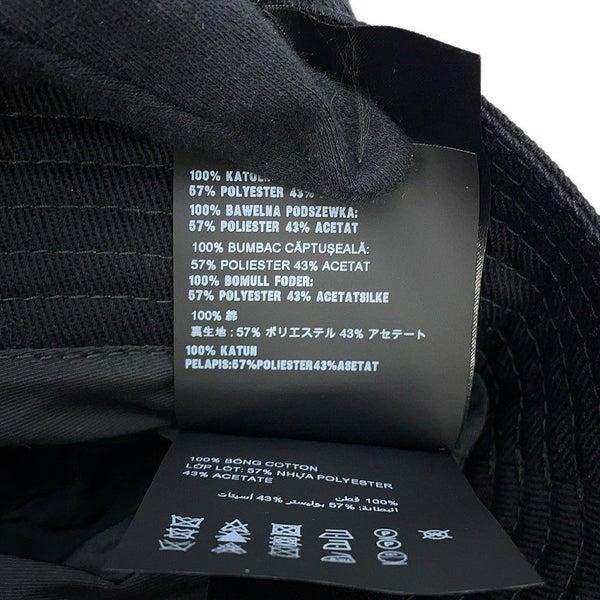 100%
57% POLYESTER 43%
100% BAWELNA PODSZEWKA:
57% POLIESTER 43% ACETAT
100% BUMBAC CĂPTUȘEALĂ:
57% POLIESTER 43% ACETAT
100% BOMULL FODER:
57% POLYESTER 43% ACETATSILKE
100% 綿
裏生地:57% ポリエステル 43% アセテート
100% KATUN
PELAPIS:57%POLIESTER43%ASETAT
100% BÔNG COTTON
LỚP LÓT: 57% NHỰA POLYESTER
43% ACETATE
100% قطن
البطانة: 57% بوليستر 43% أسيتات